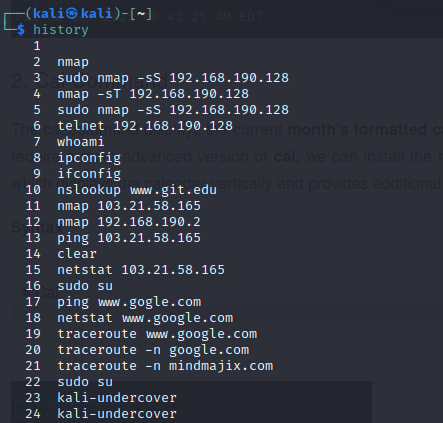 08:41:25 AM EDT
┌──(kali㉿kali)-[~]
└─$ history
1
2 nmap
3 sudo nmap -sS 192.168.190.128
4 nmap -sT 192.168.190.128
5 sudo nmap -sS 192.168.190.128
6 telnet 192.168.190.128
7 whoami
8 ipconfig
9 ifconfig
10 nslookup www.git.edu
11 nmap 103.21.58.165
12 nmap 192.168.190.2
13 ping 103.21.58.165
14 clear
15 netstat 103.21.58.165
16 sudo su
17 ping www.gogle.com
18 netstat www.google.com
19 traceroute www.google.com
20 traceroute -n google.com
21 traceroute -n mindmajix.com
22 sudo su
23 kali-undercover
24 kali-undercover